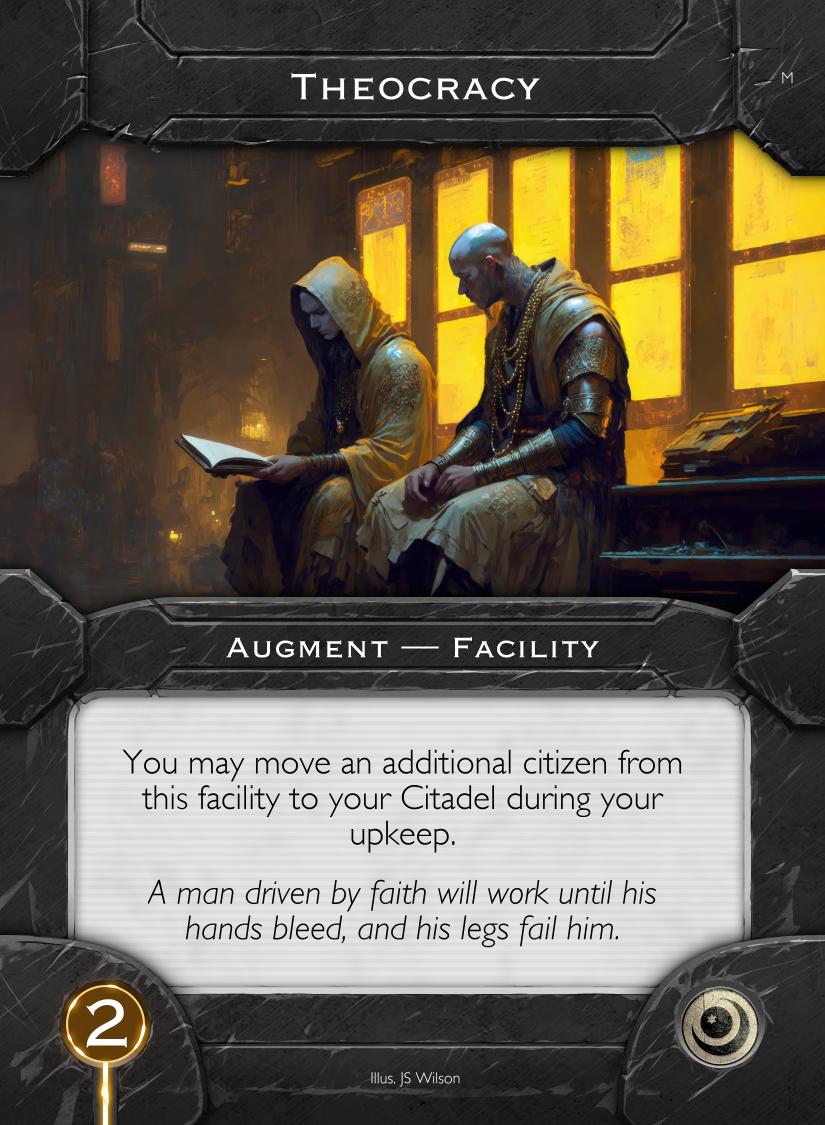 Theocracy
M
Augment — Facility
You may move an additional citizen from
this facility to your Citadel during your
upkeep.
A man driven by faith will work until his
hands bleed, and his legs fail him.
2
Illus. JS Wilson